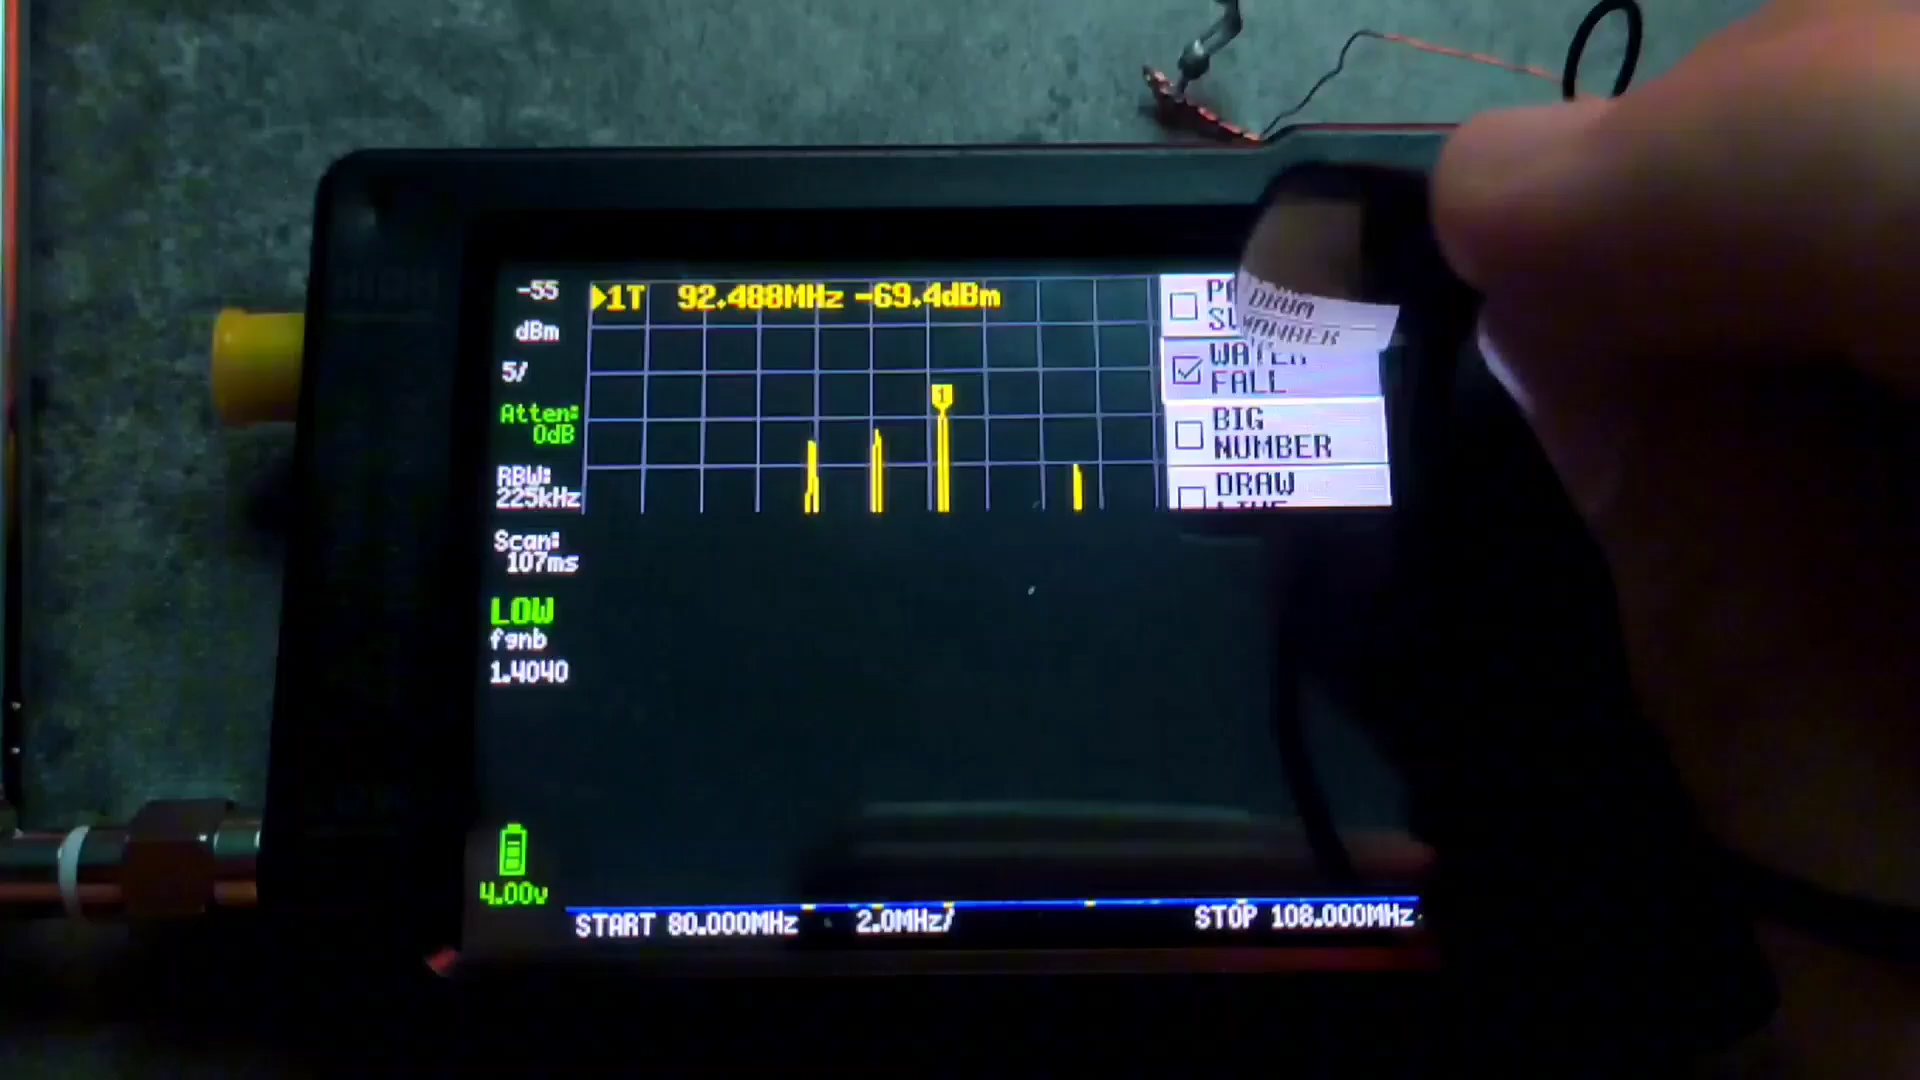 -55
dBm
5/
Atten:
0dB
RBW:
225kHz
Scan:
107ms
LOW
fgnb
1.4040
4.00v
▶1T 92.488MHz -69.4dBm
1
WATER
FALL
BIG
NUMBER
DRAW
START 80.000MHz 2.0MHz/ STOP 108.000MHz